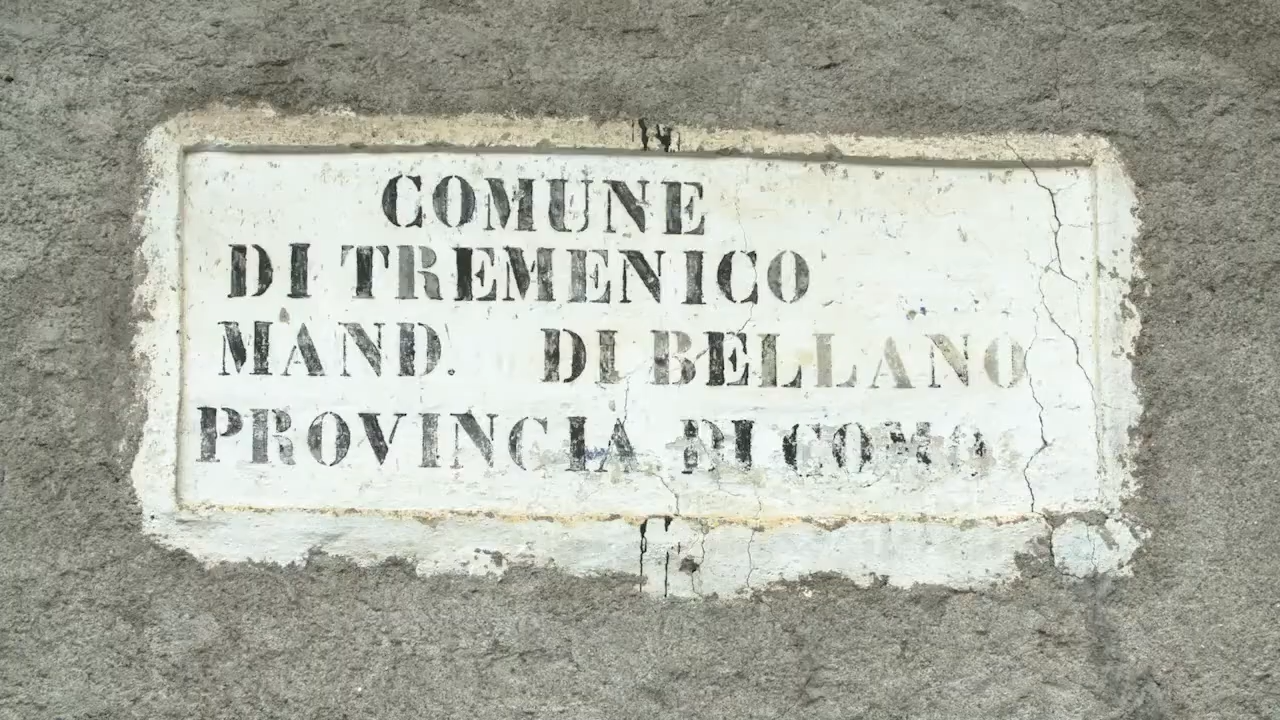 COMUNE
DI TREMENICO
MAND. DI BELLANO
PROVINCIA DI COMO